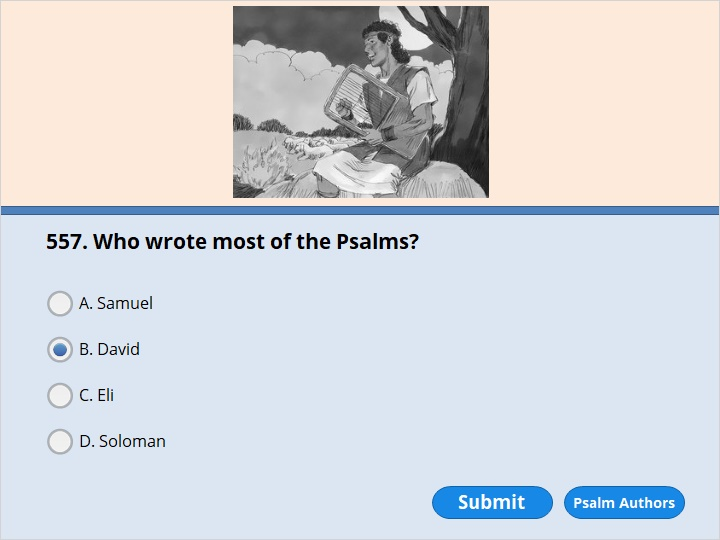 557. Who wrote most of the Psalms?
A. Samuel
B. David
C. Eli
D. Soloman
Submit
Psalm Authors